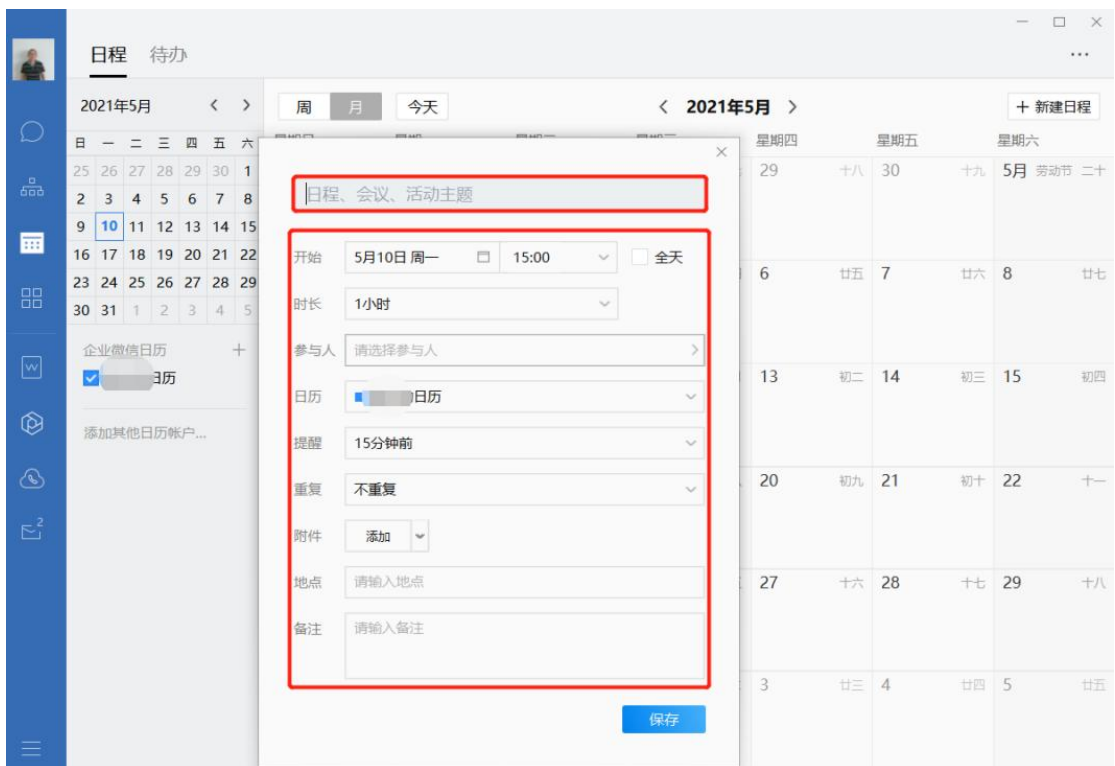 日程 待办
2021年5月
周 月 今天 2021年5月 新建日程
日 一 二 三 四 五 六
星期四 星期五 星期六
25 26 27 28 29 30 1
2 3 4 5 6 7 8
9 10 11 12 13 14 15
16 17 18 19 20 21 22
23 24 25 26 27 28 29
30 31 1 2 3 4 5
企业微信日历
日历
添加其他日历帐户...
2
日程、会议、活动主题
开始 5月10日 周一 15:00 全天
时长 1小时
参与人 请选择参与人
日历 日历
提醒 15分钟前
重复 不重复
附件 添加
地点 请输入地点
备注 请输入备注
保存
29 十八 30 十九 5月 劳动节 二十
6 廿五 7 廿六 8 廿七
13 初二 14 初三 15 初四
20 初九 21 初十 22 十一
27 十六 28 十七 29 十八
3 廿三 4 廿四 5 廿五